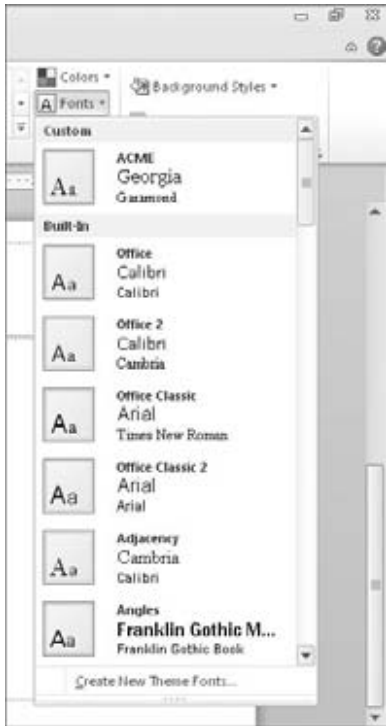 Colors
A Fonts
Background Styles
Custom
Aa
ACME
Georgia
Garamond
Built-In
Aa
Office
Calibri
Calibri
Aa
Office 2
Calibri
Cambria
Aa
Office Classic
Arial
Times New Roman
Aa
Office Classic 2
Arial
Arial
Aa
Adjacency
Cambria
Calibri
Aa
Angles
Franklin Gothic M...
Franklin Gothic Book
Create New Theme Fonts...